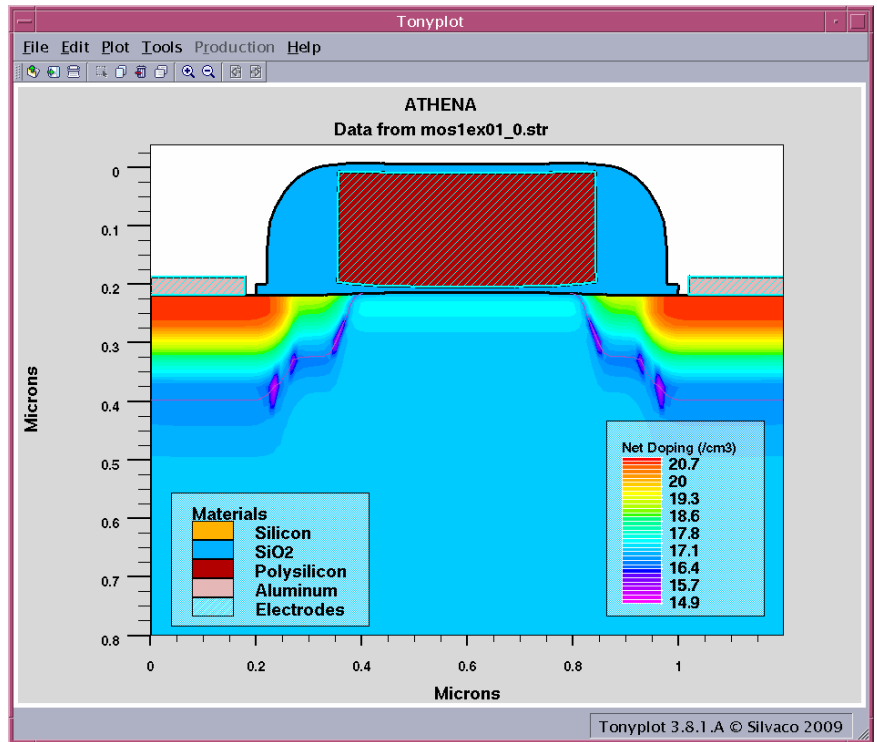 Tonyplot
File Edit Plot Tools Production Help
ATHENA
Data from mos1ex01_0.str
0
0.1
0.2
0.3
0.4
0.5
0.6
0.7
0.8
Microns
Materials
Silicon
SiO2
Polysilicon
Aluminum
Electrodes
Net Doping (/cm3)
20.7
20
19.3
18.6
17.8
17.1
16.4
15.7
14.9
0 0.2 0.4 0.6 0.8 1
Microns
Tonyplot 3.8.1.A © Silvaco 2009